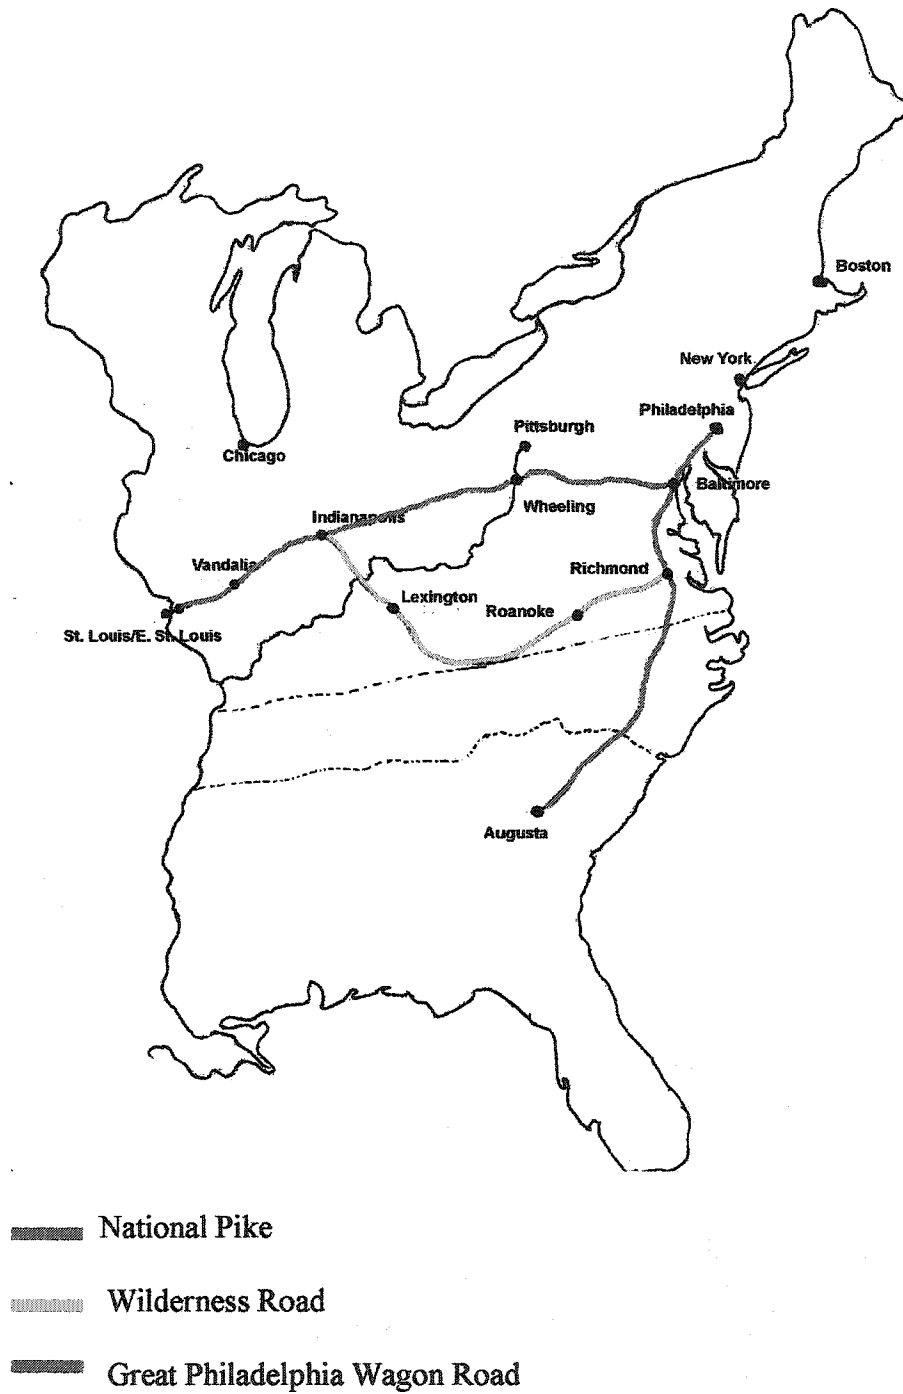 Boston
New York
Philadelphia
Pittsburgh
Chicago
Baltimore
Wheeling
Indianapolis
Vandalia
Richmond
Lexington
Roanoke
St. Louis/E. St. Louis
Augusta
National Pike
Wilderness Road
Great Philadelphia Wagon Road